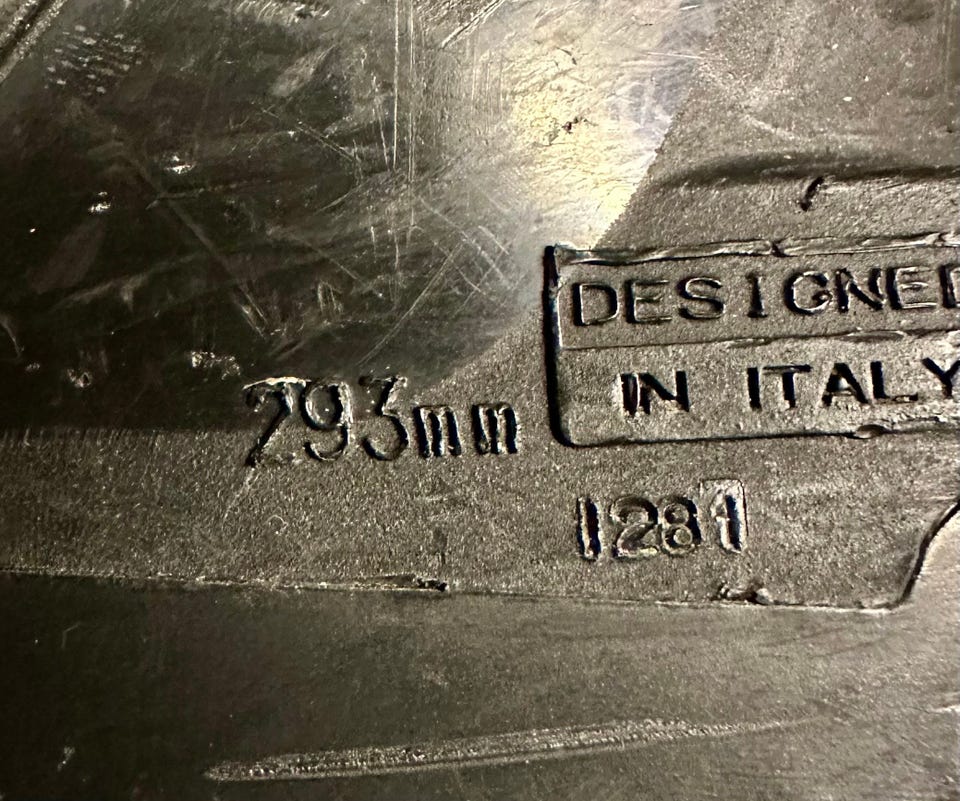 DESIGNED
IN ITALY
293mm
1281